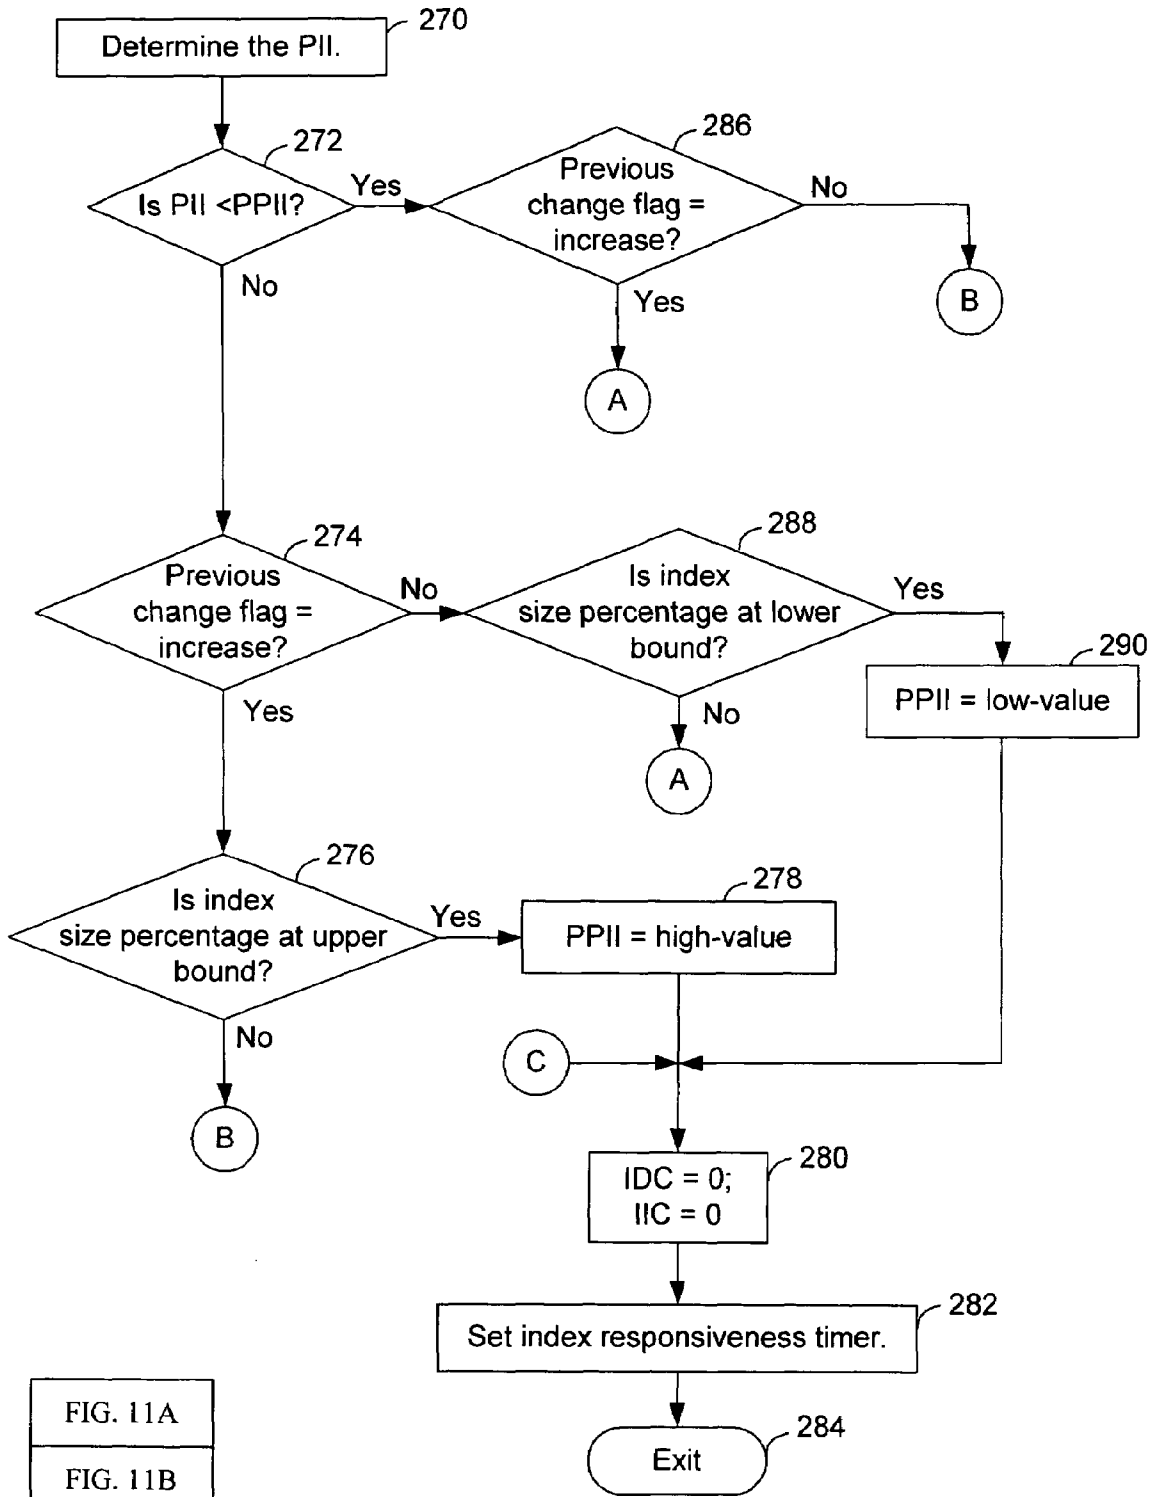 Determine the PII.
270
272
Is PII <PPII?
Yes
No
286
Previous
change flag =
increase?
No
B
Yes
A
274
Previous
change flag =
increase?
No
Yes
288
Is index
size percentage at lower
bound?
Yes
290
PPII = low-value
No
A
276
Is index
size percentage at upper
bound?
Yes
278
PPII = high-value
No
B
C
280
IDC = 0;
IIC = 0
282
Set index responsiveness timer.
284
Exit
FIG. 11A
FIG. 11B